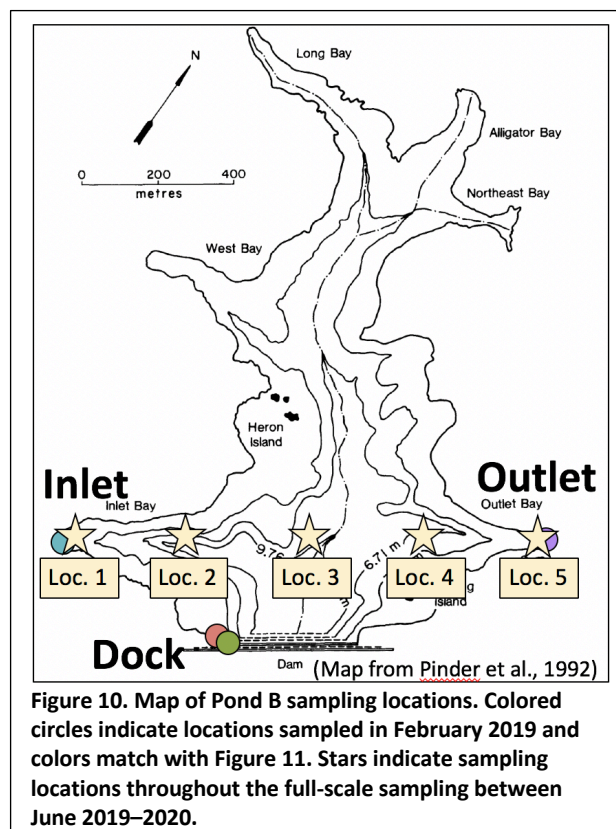 Long Bay
N
Alligator Bay
0 200 400
metres
Northeast Bay
West Bay
Heron
Island
Inlet
Outlet
Inlet Bay
Outlet Bay
9.76
6.71 m
m
Loc. 1 Loc. 2 Loc. 3 Loc. 4 Loc. 5
Island
Dock
Dam (Map from Pinder et al., 1992)
Figure 10. Map of Pond B sampling locations. Colored
circles indicate locations sampled in February 2019 and
colors match with Figure 11. Stars indicate sampling
locations throughout the full-scale sampling between
June 2019–2020.